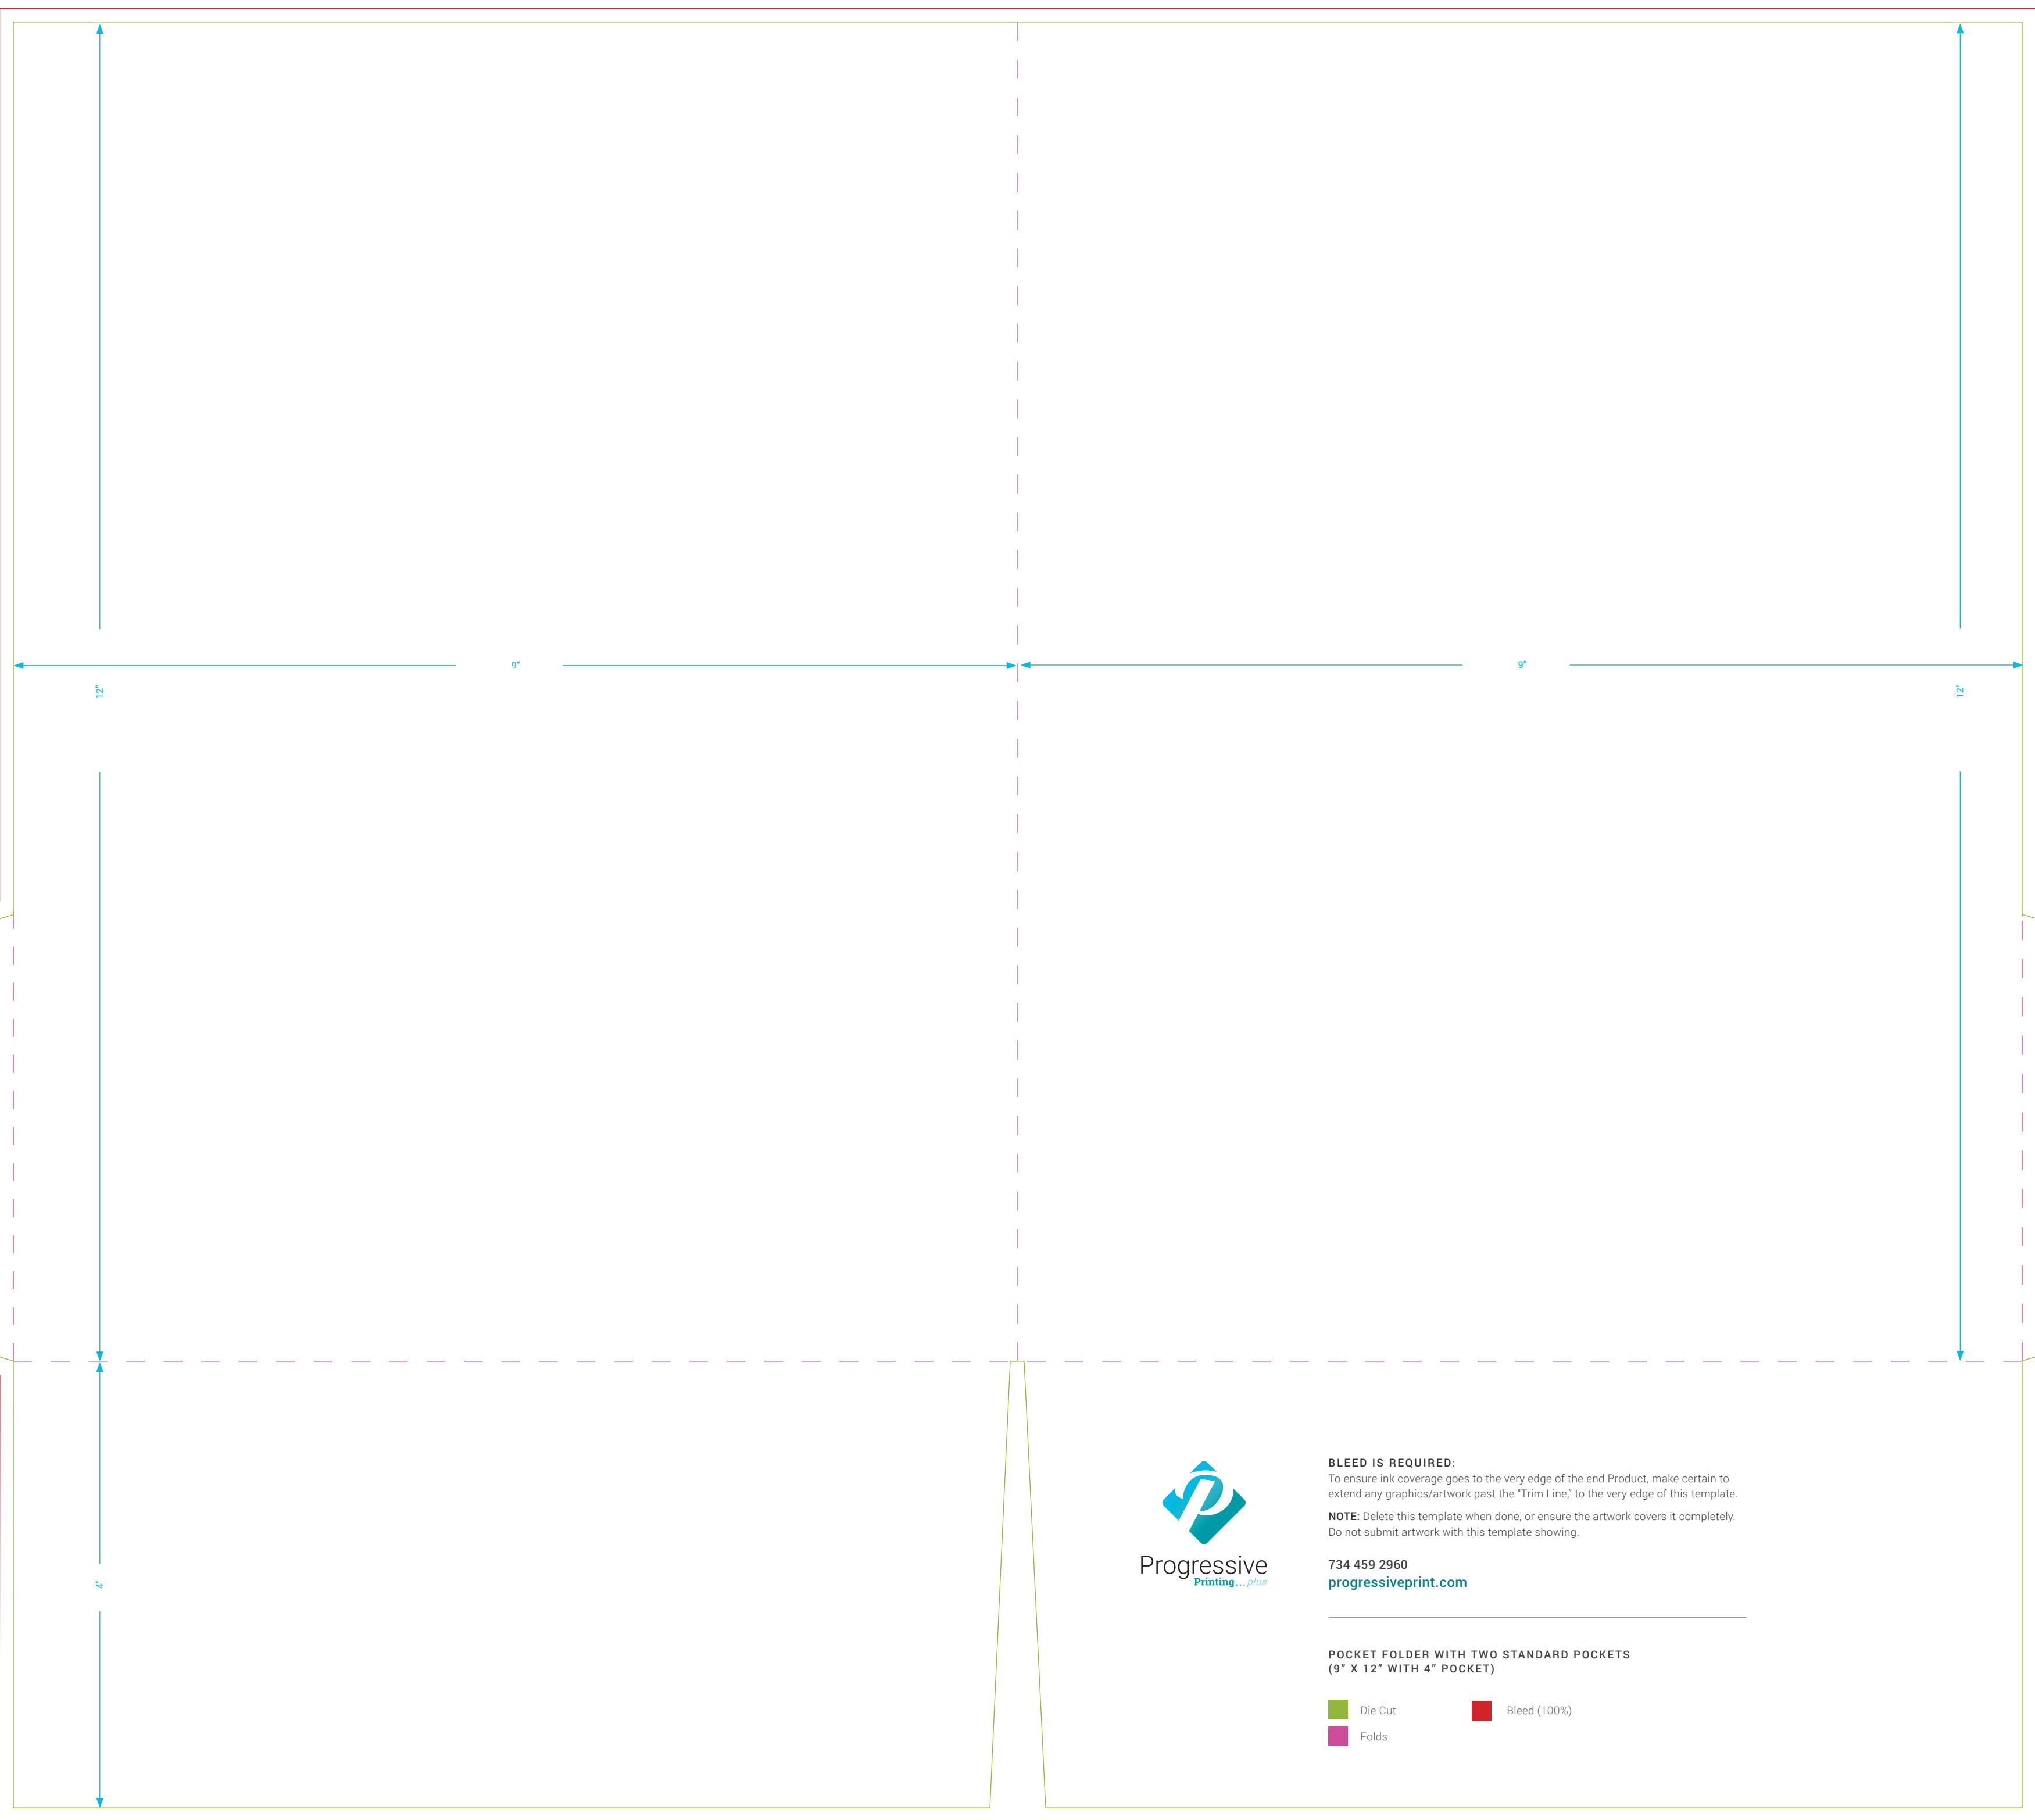 9”
9”
12”
12”
4”
Progressive
Printing...plus
BLEED IS REQUIRED:
To ensure ink coverage goes to the very edge of the end Product, make certain to
extend any graphics/artwork past the “Trim Line,” to the very edge of this template.
NOTE: Delete this template when done, or ensure the artwork covers it completely.
Do not submit artwork with this template showing.
734 459 2960
progressiveprint.com
POCKET FOLDER WITH TWO STANDARD POCKETS
(9” X 12” WITH 4” POCKET)
Die Cut
Bleed (100%)
Folds